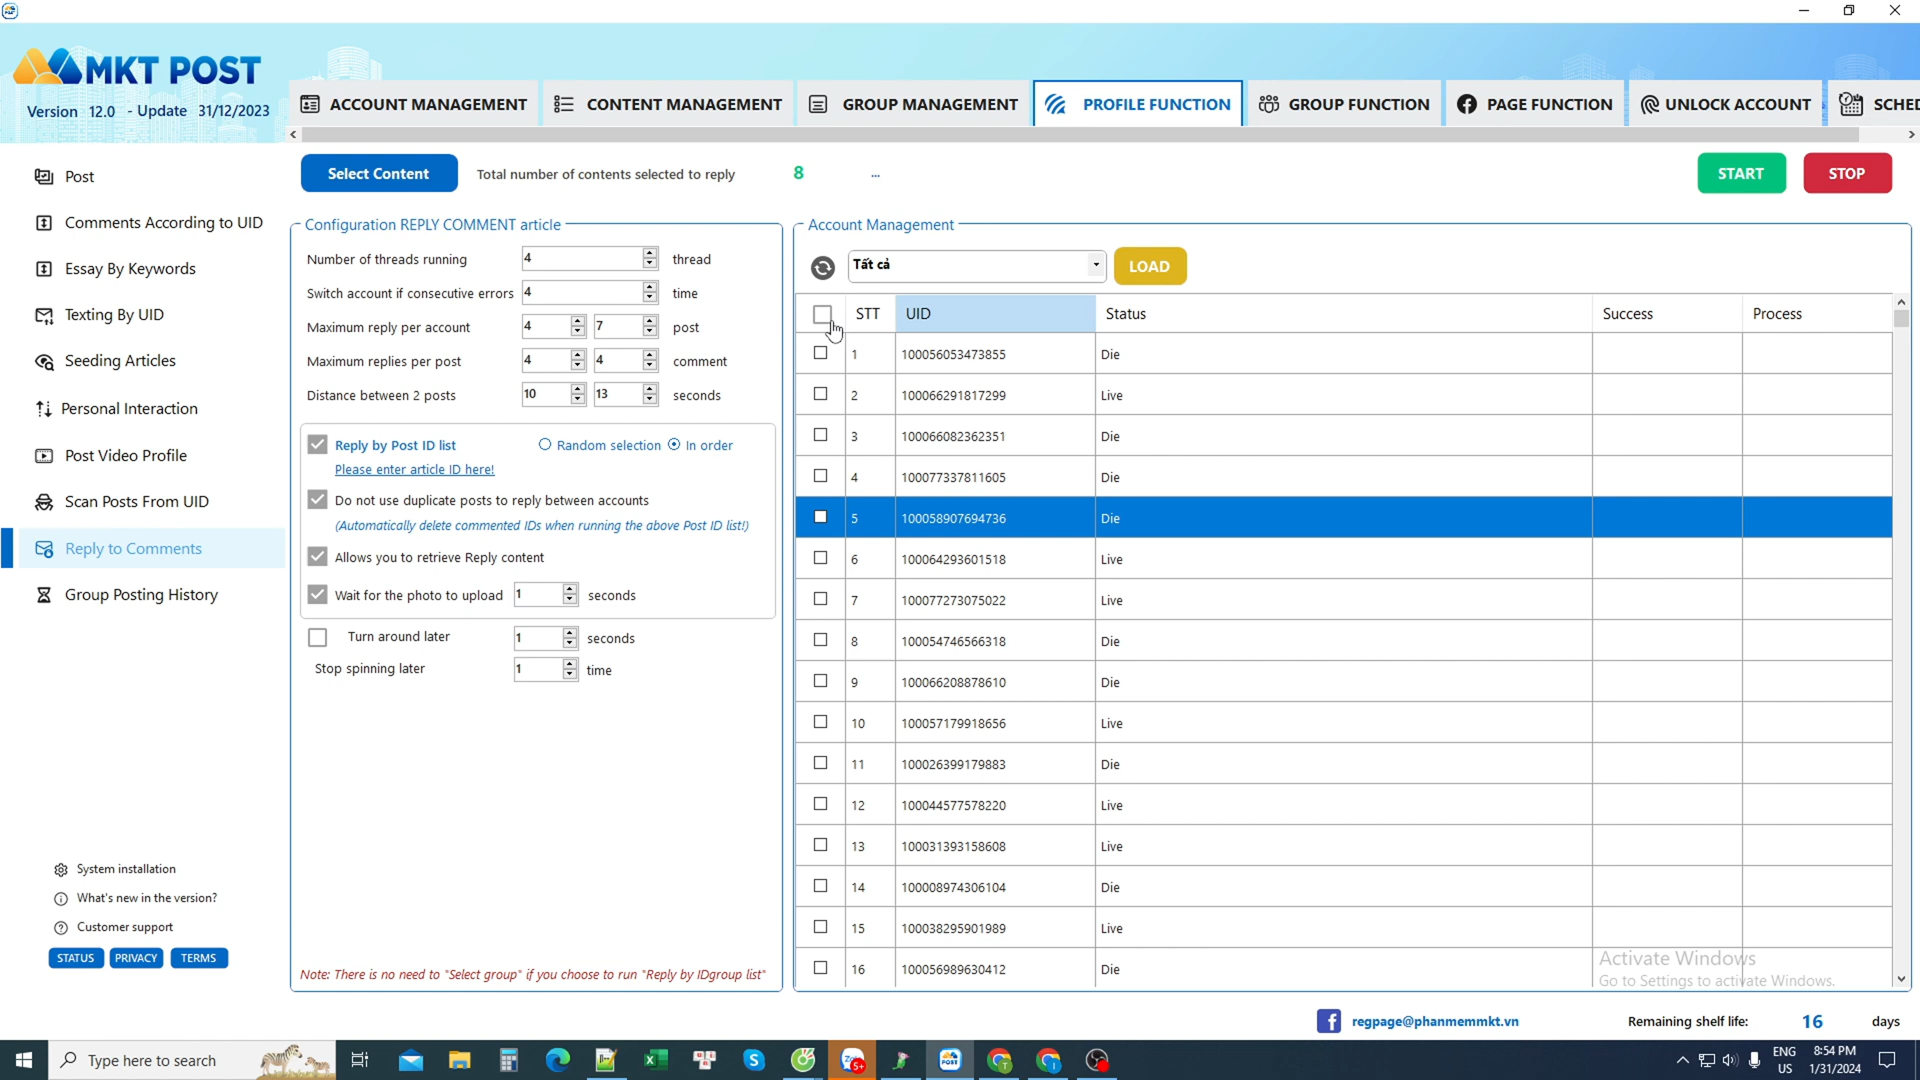 MKT POST
Version 12.0 - Update 31/12/2023
ACCOUNT MANAGEMENT
CONTENT MANAGEMENT
GROUP MANAGEMENT
PROFILE FUNCTION
GROUP FUNCTION
PAGE FUNCTION
UNLOCK ACCOUNT
SCHED
Post
Comments According to UID
Essay By Keywords
Texting By UID
Seeding Articles
Personal Interaction
Post Video Profile
Scan Posts From UID
Reply to Comments
Group Posting History
System installation
What's new in the version?
Customer support
STATUS PRIVACY TERMS
Select Content Total number of contents selected to reply 8 ...
START STOP
Configuration REPLY COMMENT article
Number of threads running 4 thread
Switch account if consecutive errors 4 time
Maximum reply per account 4 7 post
Maximum replies per post 4 4 comment
Distance between 2 posts 10 13 seconds
Reply by Post ID list Random selection In order
Please enter article ID here!
Do not use duplicate posts to reply between accounts
(Automatically delete commented IDs when running the above Post ID list!)
Allows you to retrieve Reply content
Wait for the photo to upload 1 seconds
Turn around later 1 seconds
Stop spinning later 1 time
Note: There is no need to "Select group" if you choose to run "Reply by IDgroup list"
Account Management
Tất cả LOAD
STT UID Status Success Process
1 100056053473855 Die
2 100066291817299 Live
3 100066082362351 Die
4 100077337811605 Die
5 100058907694736 Die
6 100064293601518 Live
7 100077273075022 Live
8 100054746566318 Die
9 100066208878610 Die
10 100057179918656 Live
11 100026399179883 Die
12 100044577578220 Live
13 100031393158608 Live
14 100008974306104 Die
15 100038295901989 Live
16 100056989630412 Die
Activate Windows
Go to Settings to activate Windows.
regpage@phanmemmkt.vn Remaining shelf life: 16 days
Type here to search
5+
POST
ENG
US
8:54 PM
1/31/2024